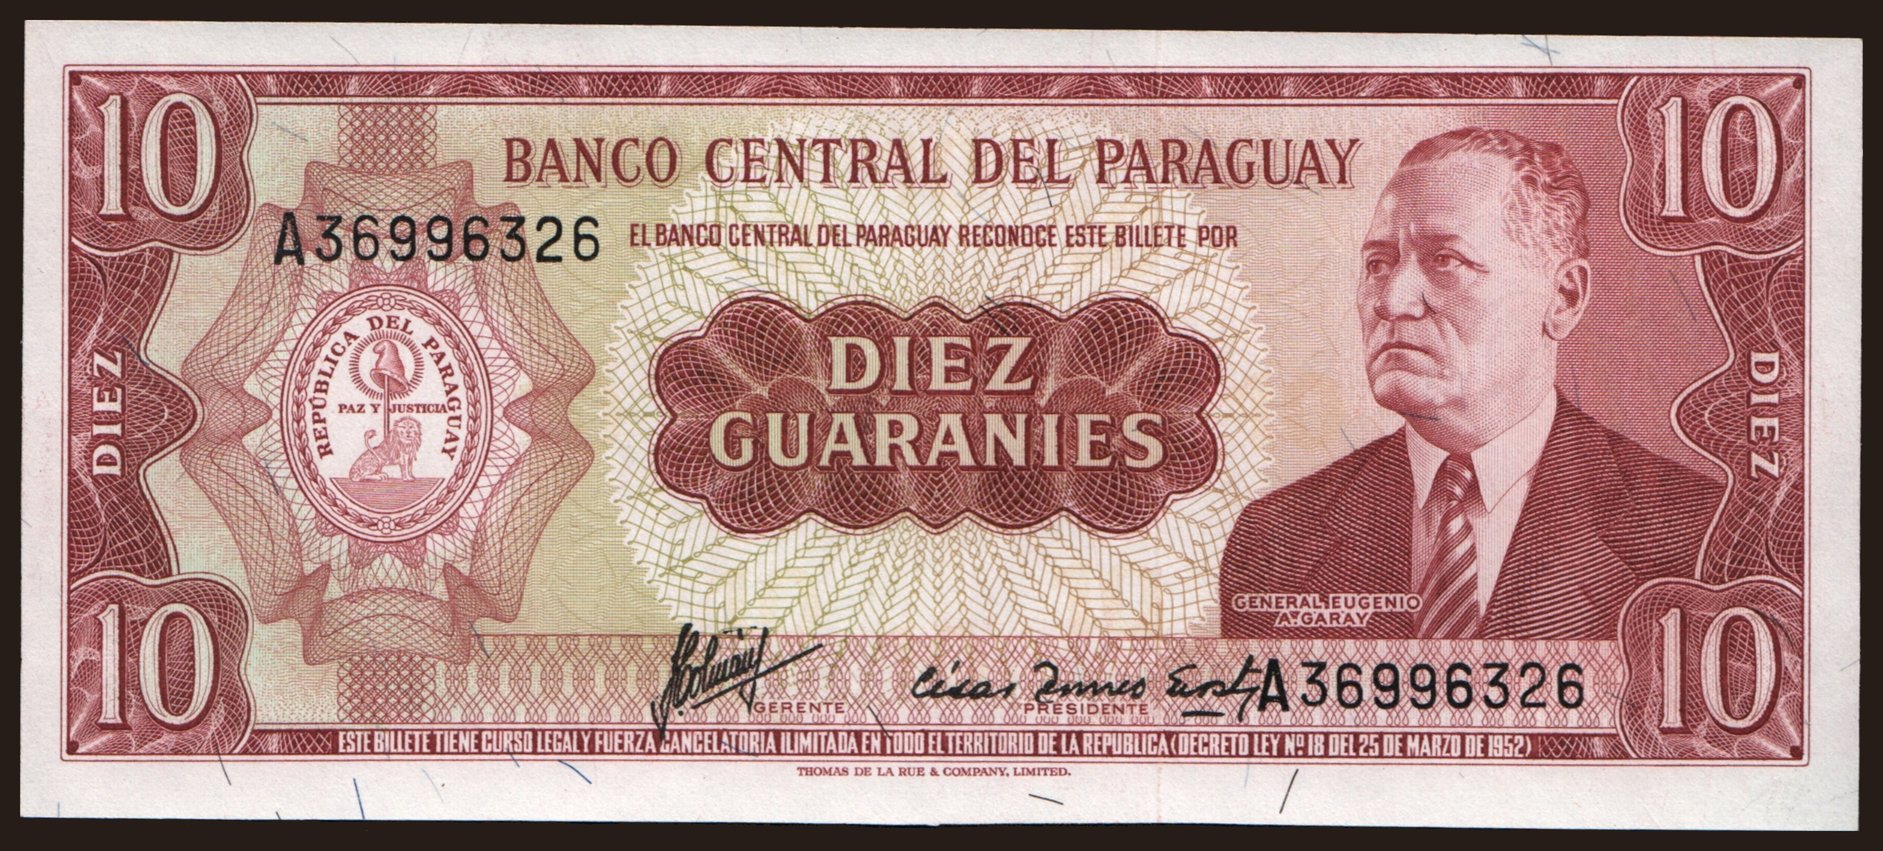 10
10
BANCO CENTRAL DEL PARAGUAY
A36996326
EL BANCO CENTRAL DEL PARAGUAY RECONOCE ESTE BILLETE POR
REPÚBLICA DEL PARAGUAY
PAZ Y JUSTICIA
DIEZ
DIEZ
GUARANIES
DIEZ
GENERAL EUGENIO
A. GARAY
10
10
A36996326
GERENTE
PRESIDENTE
ESTE BILLETE TIENE CURSO LEGAL Y FUERZA CANCELATORIA ILIMITADA EN TODO EL TERRITORIO DE LA REPUBLICA (DECRETO LEY Nº 18 DEL 25 DE MARZO DE 1952)
THOMAS DE LA RUE & COMPANY, LIMITED.